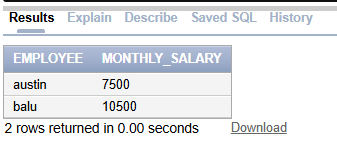 Results Explain Describe Saved SQL History
EMPLOYEE MONTHLY_SALARY
austin 7500
balu 10500
2 rows returned in 0.00 seconds Download